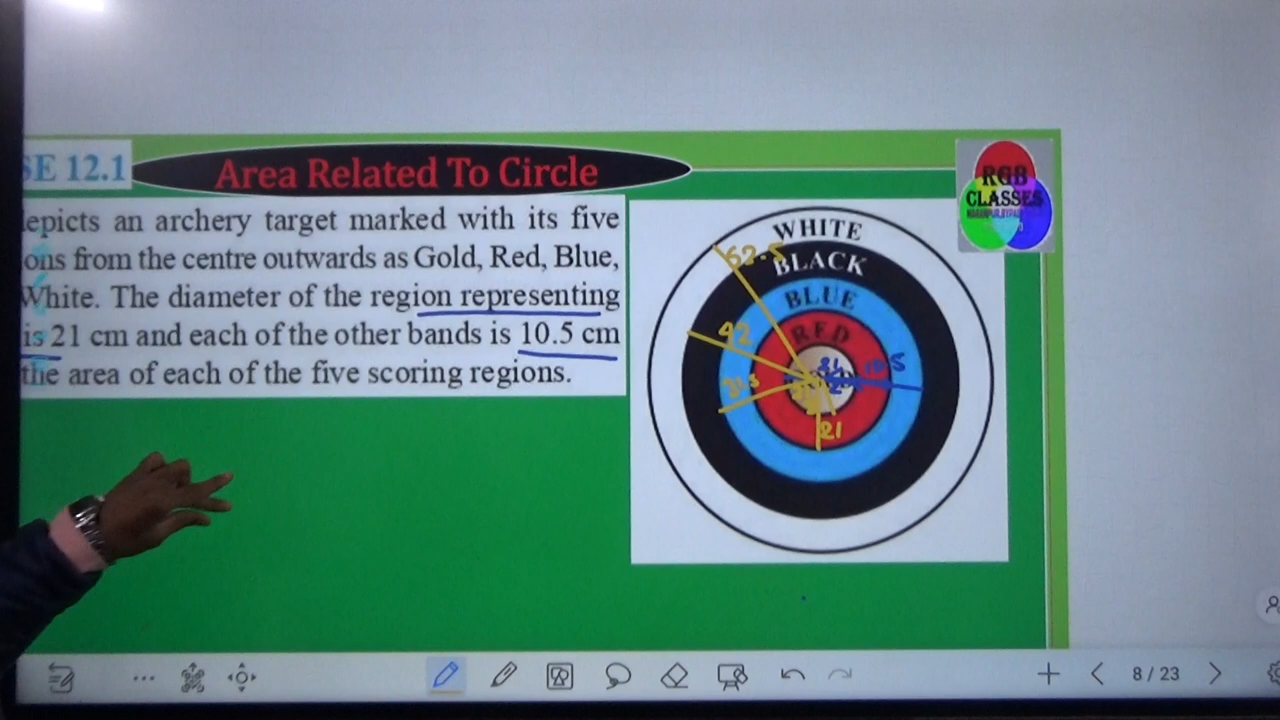 SE 12.1
Area Related To Circle
depicts an archery target marked with its five
ons from the centre outwards as Gold, Red, Blue,
White. The diameter of the region representing
is 21 cm and each of the other bands is 10.5 cm
the area of each of the five scoring regions.
RGB
CLASSES
WHITE
62.5
BLACK
BLUE
42
RED
21
10.5
31.5
21
8 / 23